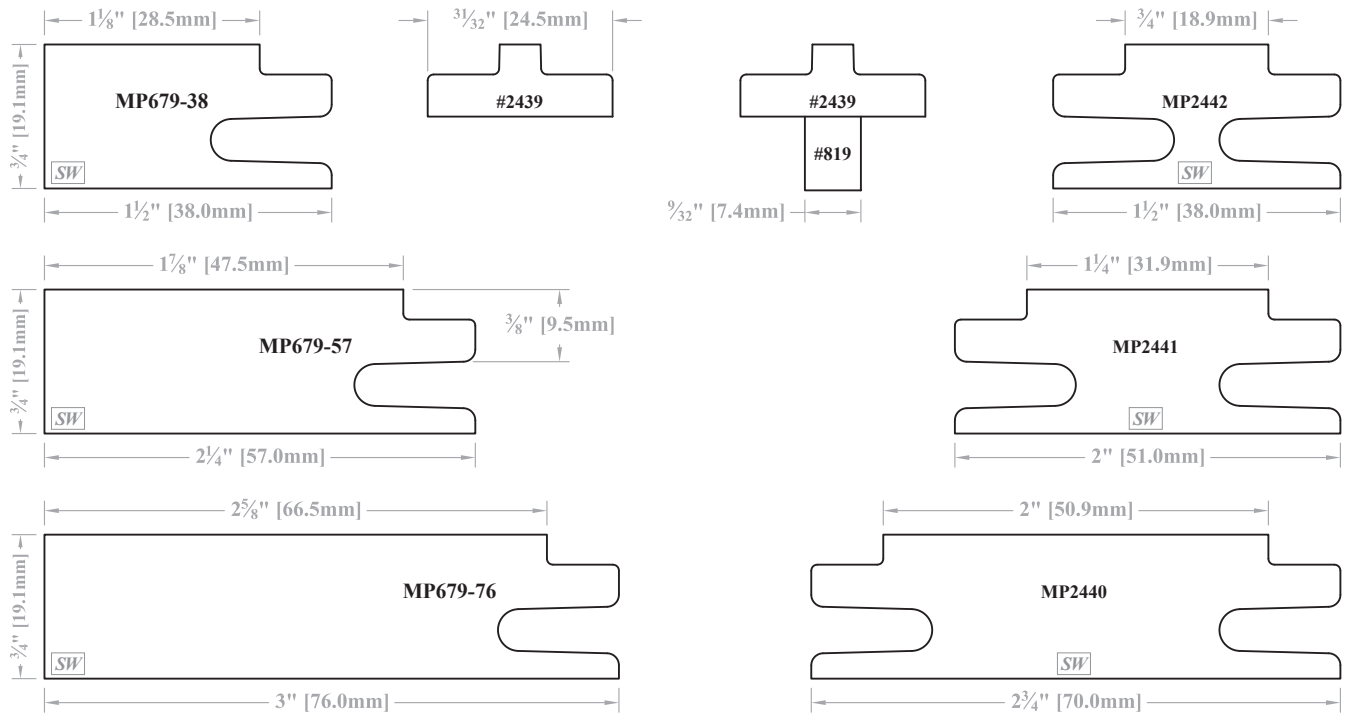 1⅛" [28.5mm]
³¹⁄₃₂" [24.5mm]
¾" [18.9mm]
¾" [19.1mm]
MP679-38
#2439
#2439
MP2442
#819
SW
SW
1½" [38.0mm]
⁹⁄₃₂" [7.4mm]
1½" [38.0mm]
1⅞" [47.5mm]
1¼" [31.9mm]
¾" [19.1mm]
⅜" [9.5mm]
MP679-57
MP2441
SW
SW
2¼" [57.0mm]
2" [51.0mm]
2⅝" [66.5mm]
2" [50.9mm]
¾" [19.1mm]
MP679-76
MP2440
SW
SW
3" [76.0mm]
2¾" [70.0mm]